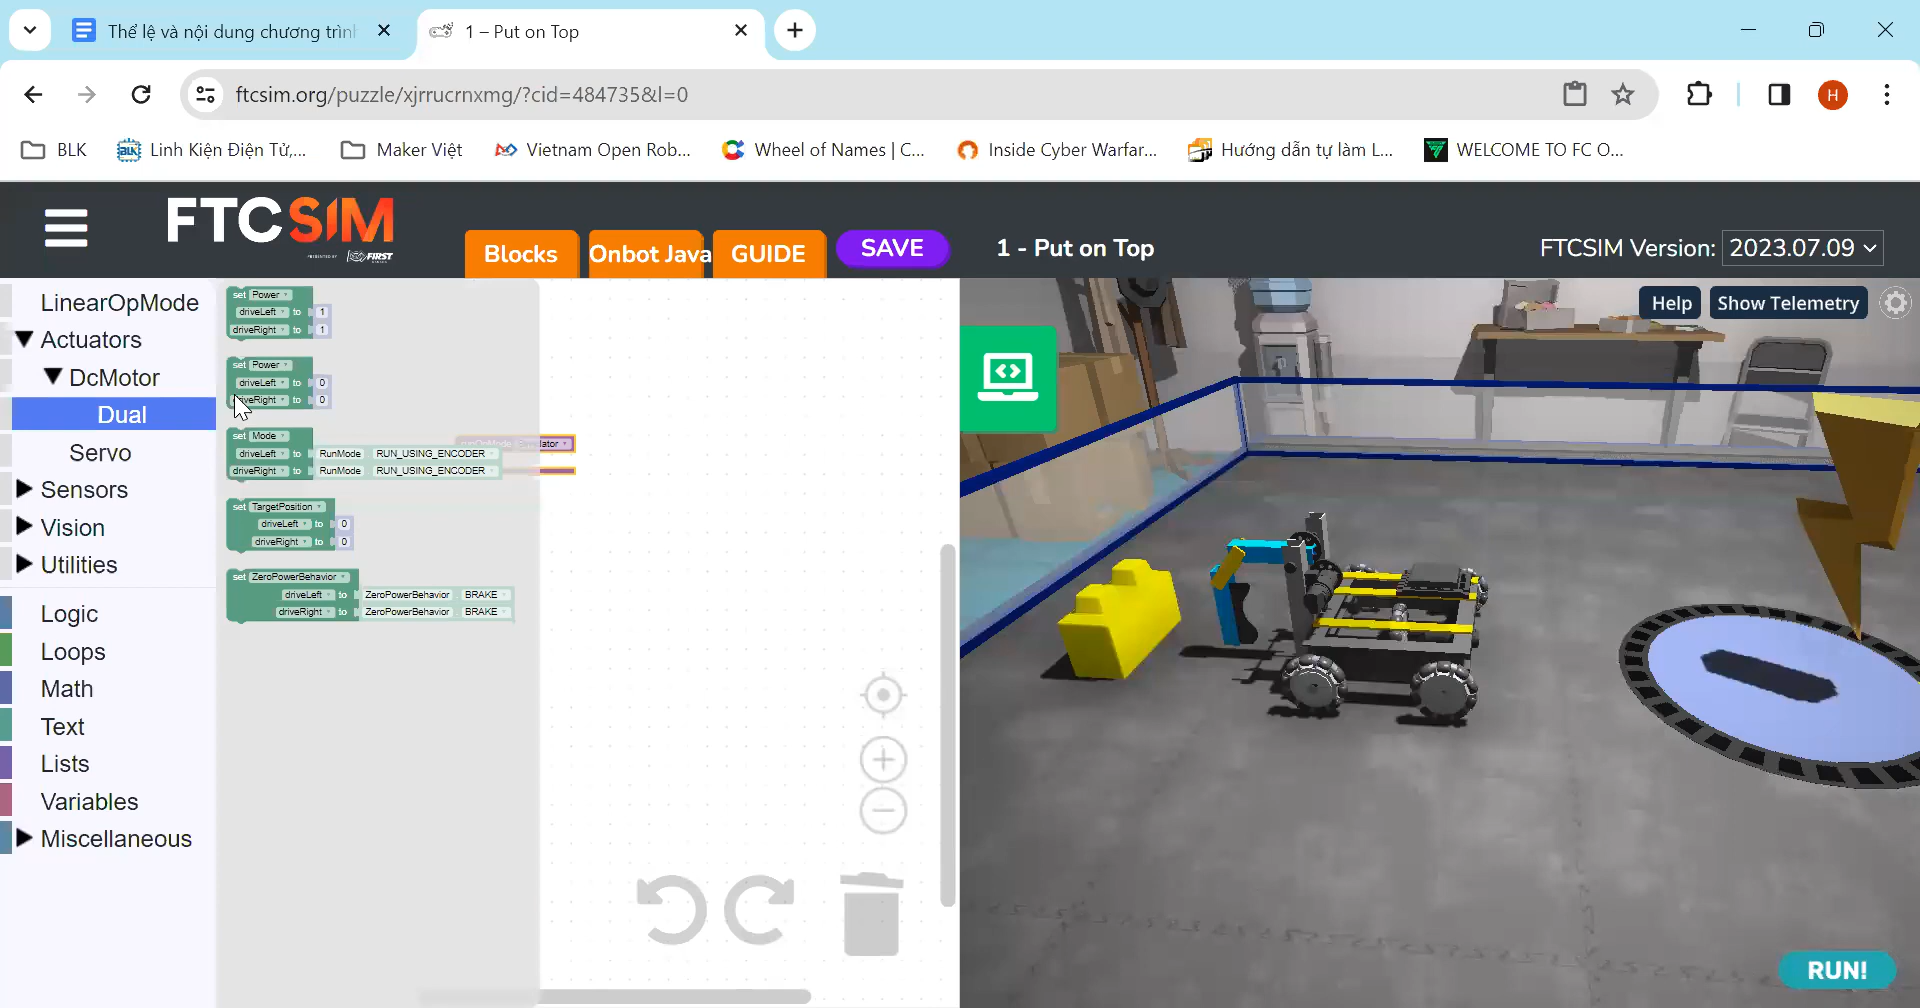 Thể lệ và nội dung chương trìn
1 – Put on Top
ftcsim.org/puzzle/xjrrucrnxmg/?cid=484735&l=0
H
BLK
Linh Kiện Điện Tử,...
Maker Việt
Vietnam Open Rob...
Wheel of Names | C...
Inside Cyber Warfar...
Hướng dẫn tự làm L...
WELCOME TO FC O...
FTCSIM
PRESENTED BY FIRST
Blocks
Onbot Java
GUIDE
SAVE
1 - Put on Top
FTCSIM Version: 2023.07.09
LinearOpMode
Actuators
DcMotor
Dual
Servo
Sensors
Vision
Utilities
Logic
Loops
Math
Text
Lists
Variables
Miscellaneous
set Power
driveLeft to 1
driveRight to 1
set Power
driveLeft to 0
driveRight to 0
set Mode
driveLeft to RunMode RUN_USING_ENCODER
driveRight to RunMode RUN_USING_ENCODER
set TargetPosition
driveLeft to 0
driveRight to 0
set ZeroPowerBehavior
driveLeft to ZeroPowerBehavior BRAKE
driveRight to ZeroPowerBehavior BRAKE
Help
Show Telemetry
RUN!